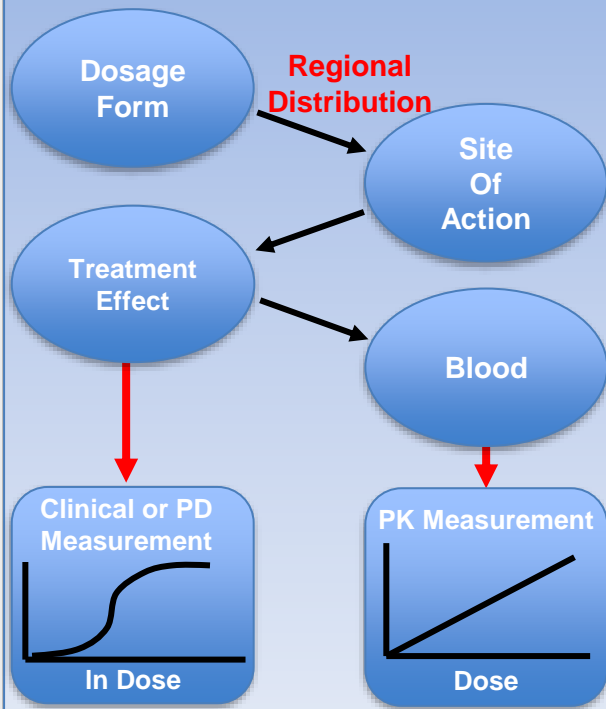 Dosage
Form
Regional
Distribution
Site
Of
Action
Treatment
Effect
Blood
Clinical or PD
Measurement
In Dose
PK Measurement
Dose